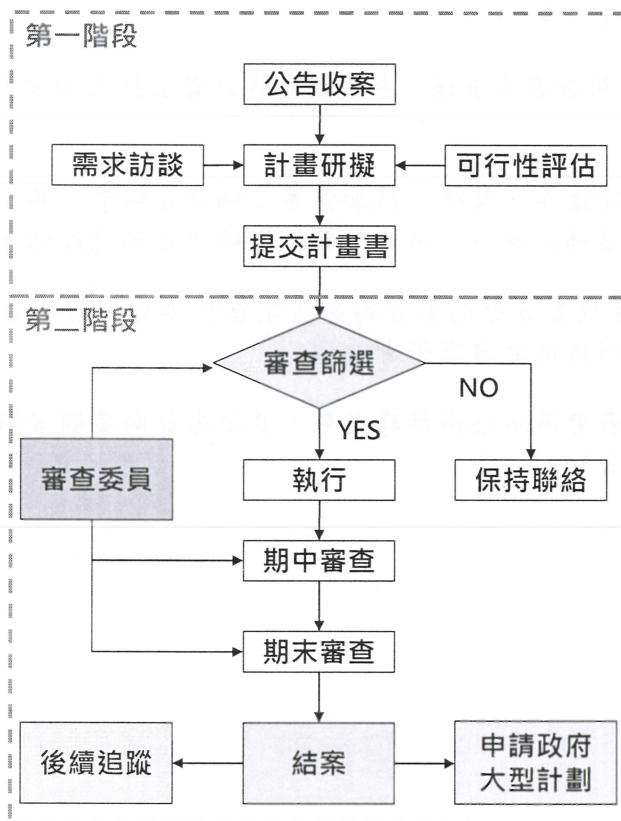 第一階段
公告收案
需求訪談
計畫研擬
可行性評估
提交計畫書
第二階段
審查篩選
NO
YES
審查委員
執行
保持聯絡
期中審查
期末審查
後續追蹤
結案
申請政府
大型計劃